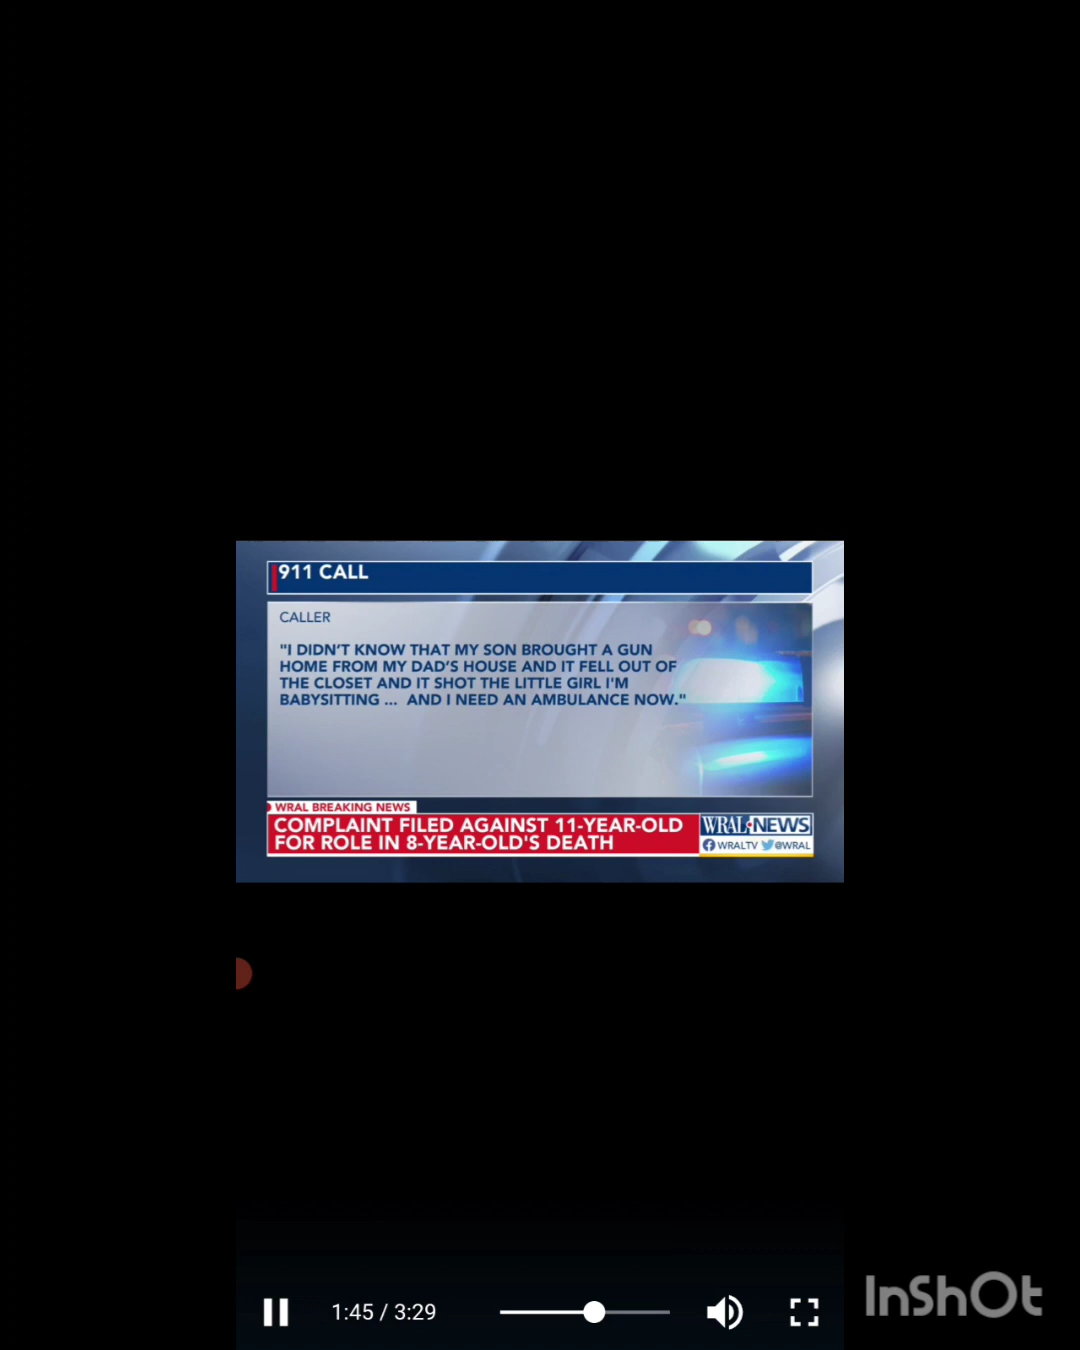 911 CALL
CALLER
"I DIDN'T KNOW THAT MY SON BROUGHT A GUN
HOME FROM MY DAD'S HOUSE AND IT FELL OUT OF
THE CLOSET AND IT SHOT THE LITTLE GIRL I'M
BABYSITTING ... AND I NEED AN AMBULANCE NOW."
WRAL BREAKING NEWS
COMPLAINT FILED AGAINST 11-YEAR-OLD
FOR ROLE IN 8-YEAR-OLD'S DEATH
WRAL NEWS
WRALTV @WRAL
1:45 / 3:29
InShOt